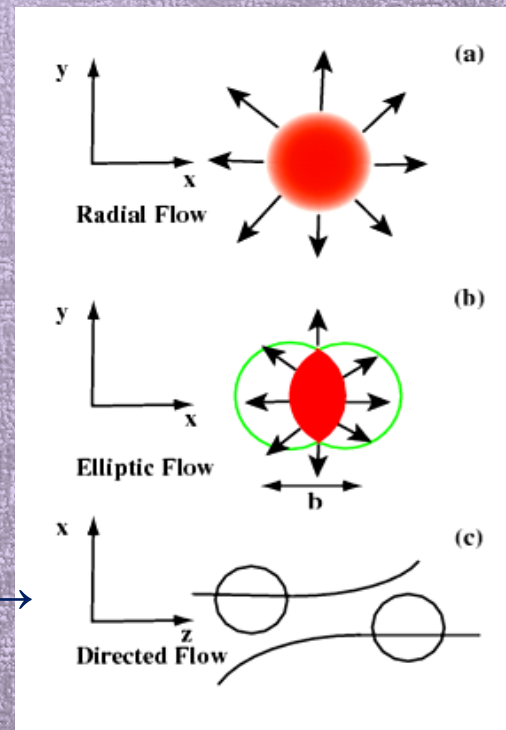 (a)
y
x
Radial Flow
(b)
y
x
Elliptic Flow
b
(c)
x
z
Directed Flow